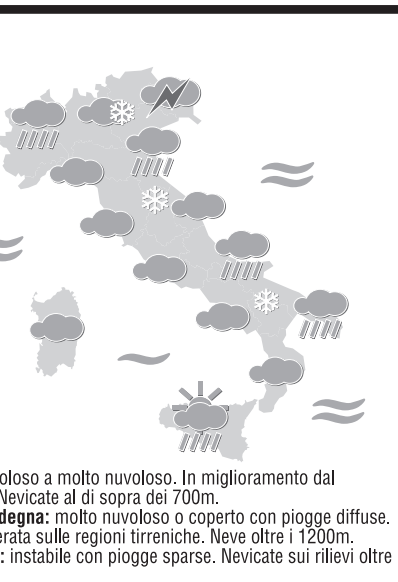 oloso a molto nuvoloso. In miglioramento dal
Nevicate al di sopra dei 700m.
degna: molto nuvoloso o coperto con piogge diffuse.
erata sulle regioni tirreniche. Neve oltre i 1200m.
: instabile con piogge sparse. Nevicate sui rilievi oltre